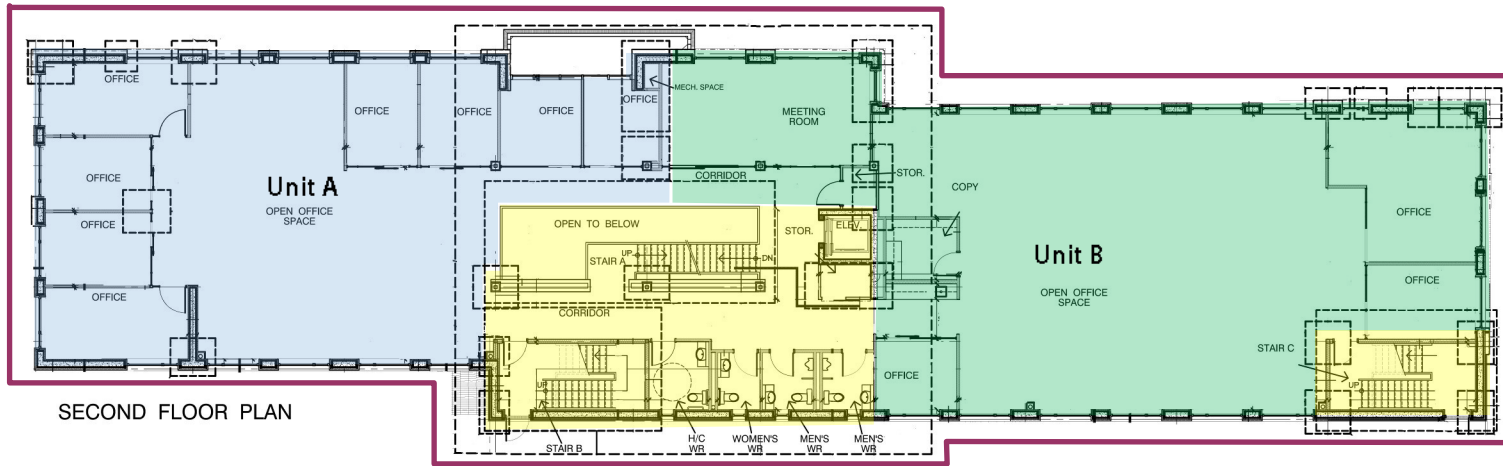 OFFICE
MECH. SPACE
OFFICE
OFFICE
OFFICE
OFFICE
MEETING
ROOM
OFFICE
Unit A
OPEN OFFICE
SPACE
CORRIDOR
STOR.
COPY
OFFICE
OFFICE
OPEN TO BELOW
STOR.
ELEV.
UP
STAIR A
DN
Unit B
OPEN OFFICE
SPACE
OFFICE
OFFICE
CORRIDOR
STAIR C
OFFICE
UP
UP
SECOND FLOOR PLAN
STAIR B
H/C
WR
WOMEN'S
WR
MEN'S
WR
MEN'S
WR